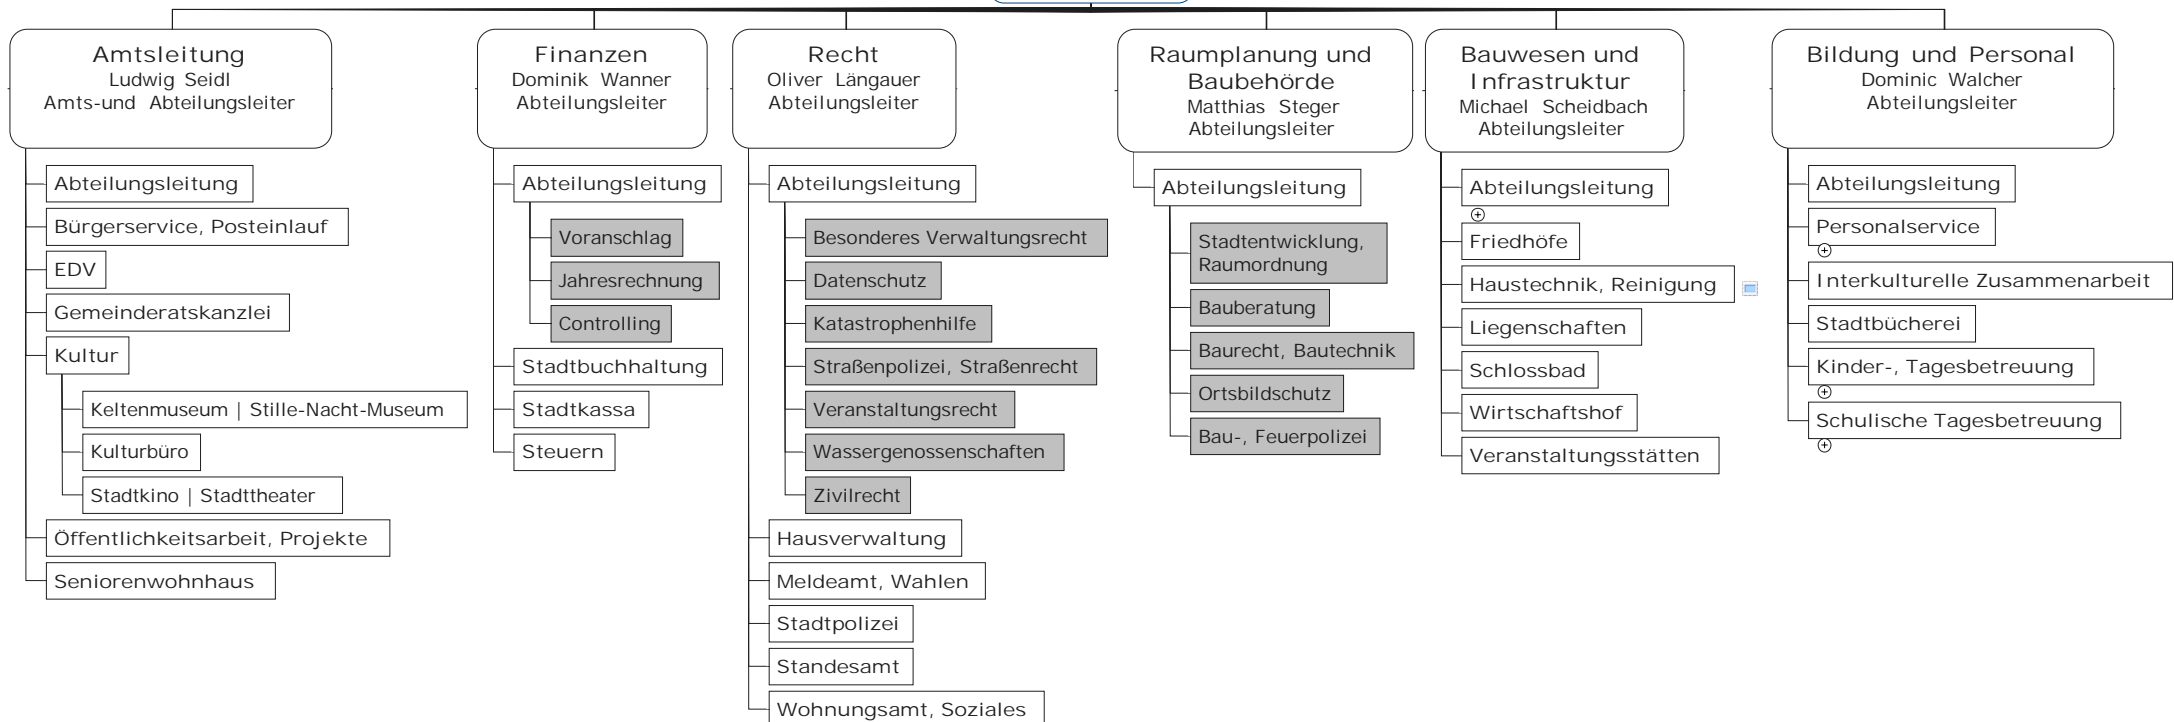 Amtsleitung
Ludwig Seidl
Amts-und Abteilungsleiter
Abteilungsleitung
Bürgerservice, Posteinlauf
EDV
Gemeinderatskanzlei
Kultur
Keltenmuseum | Stille-Nacht-Museum
Kulturbüro
Stadtkino | Stadttheater
Öffentlichkeitsarbeit, Projekte
Seniorenwohnhaus
Finanzen
Dominik Wanner
Abteilungsleiter
Abteilungsleitung
Voranschlag
Jahresrechnung
Controlling
Stadtbuchhaltung
Stadtkassa
Steuern
Recht
Oliver Längauer
Abteilungsleiter
Abteilungsleitung
Besonderes Verwaltungsrecht
Datenschutz
Katastrophenhilfe
Straßenpolizei, Straßenrecht
Veranstaltungsrecht
Wassergenossenschaften
Zivilrecht
Hausverwaltung
Meldeamt, Wahlen
Stadtpolizei
Standesamt
Wohnungsamt, Soziales
Raumplanung und
Baubehörde
Matthias Steger
Abteilungsleiter
Abteilungsleitung
Stadtentwicklung,
Raumordnung
Bauberatung
Baurecht, Bautechnik
Ortsbildschutz
Bau-, Feuerpolizei
Bauwesen und
Infrastruktur
Michael Scheidbach
Abteilungsleiter
Abteilungsleitung
Friedhöfe
Haustechnik, Reinigung
Liegenschaften
Schlossbad
Wirtschaftshof
Veranstaltungsstätten
Bildung und Personal
Dominic Walcher
Abteilungsleiter
Abteilungsleitung
Personalservice
Interkulturelle Zusammenarbeit
Stadtbücherei
Kinder-, Tagesbetreuung
Schulische Tagesbetreuung